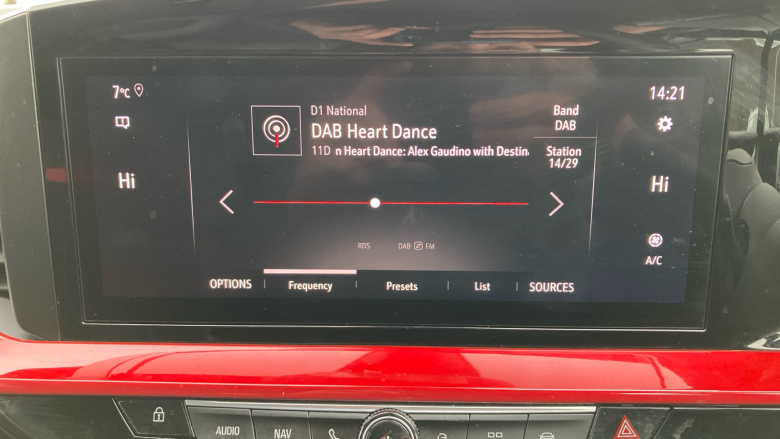 7°C
14:21
D1 National
DAB Heart Dance
11D n Heart Dance: Alex Gaudino with Destin
Band
DAB
Station
14/29
Hi
Hi
RDS
DAB FM
A/C
OPTIONS
Frequency
Presets
List
SOURCES
AUDIO
NAV